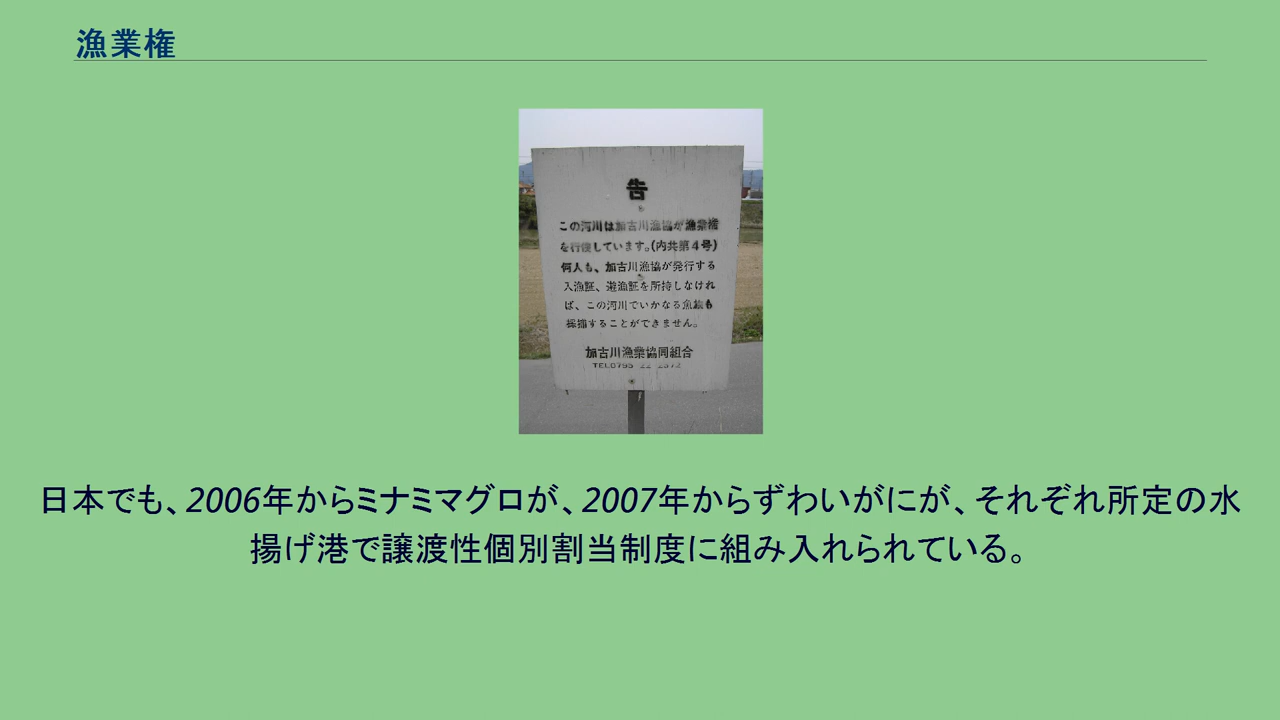 漁業権
告
この河川は加古川漁協が漁業権
を行使しています。(内共第4号)
何人も、加古川漁協が発行する
入漁証、遊漁証を所持しなけれ
ば、この河川でいかなる魚族も
採捕することができません。
加古川漁業協同組合
TEL0795
日本でも、2006年からミナミマグロが、2007年からずわいがにが、それぞれ所定の水
揚げ港で譲渡性個別割当制度に組み入れられている。